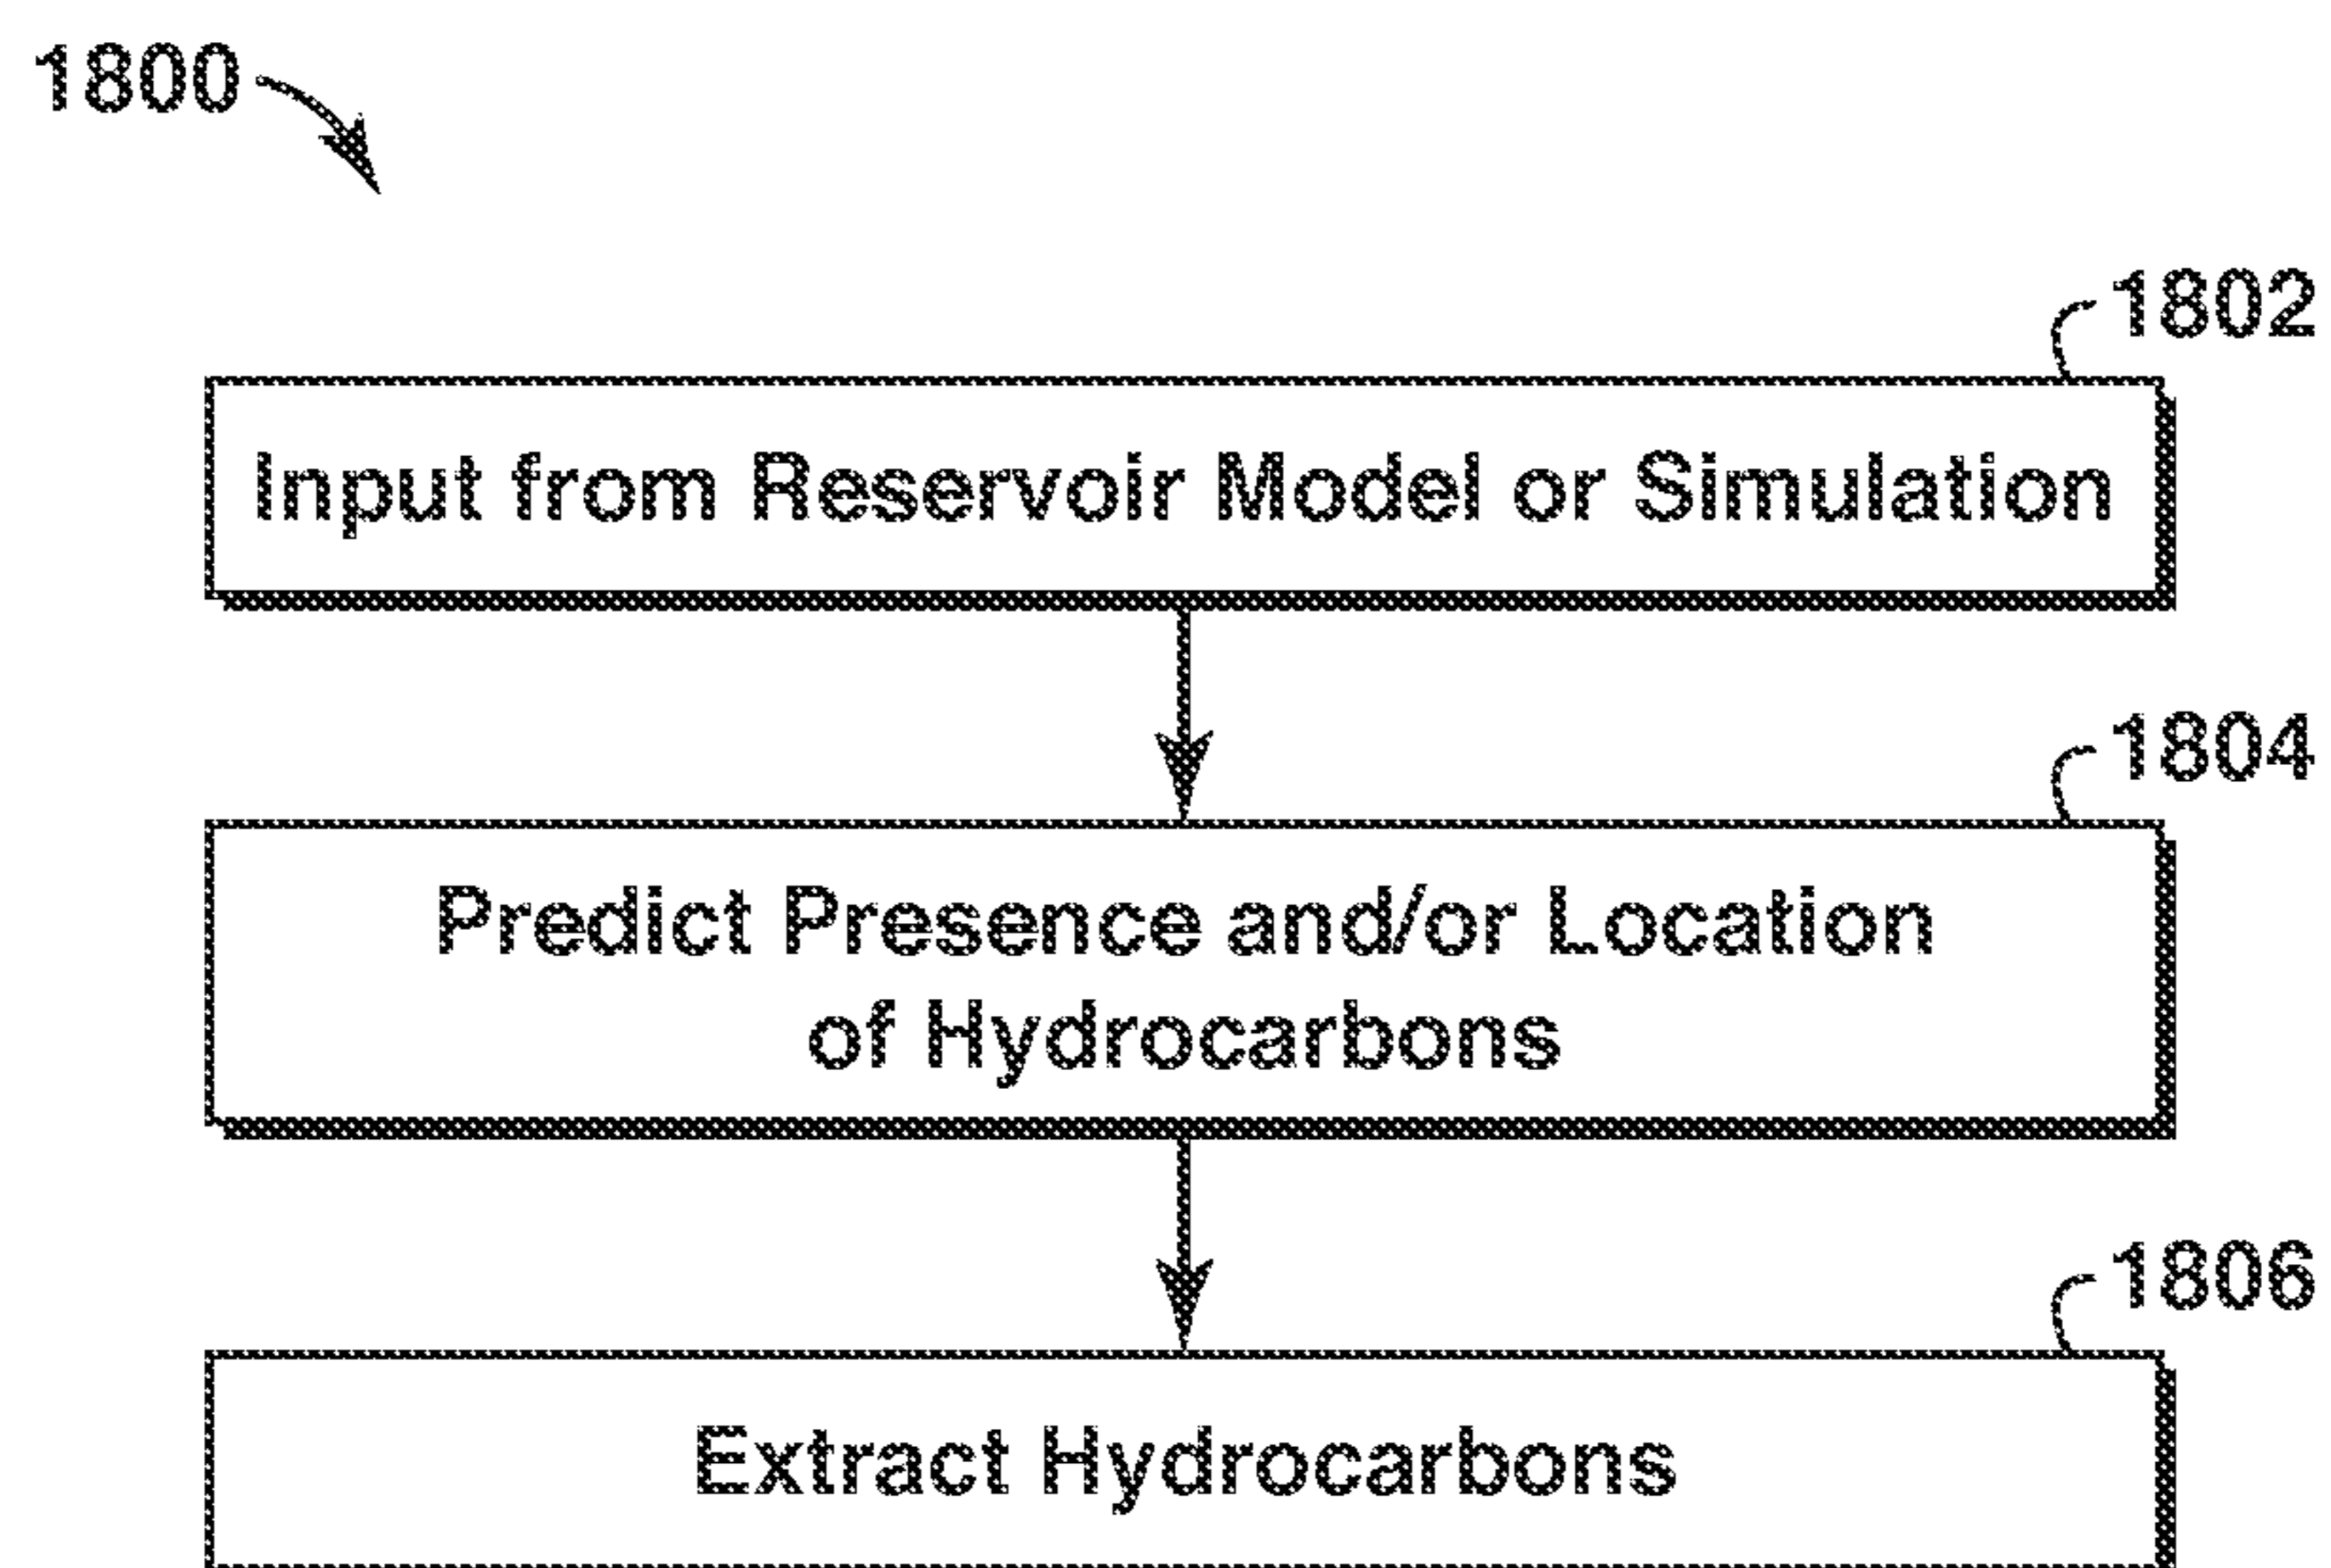 1800
1802
Input from Reservoir Model or Simulation
1804
Predict Presence and/or Location
of Hydrocarbons
1806
Extract Hydrocarbons